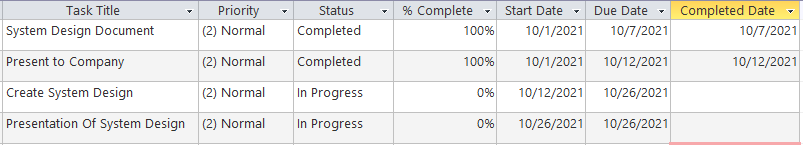 Task Title Priority Status % Complete Start Date Due Date Completed Date
System Design Document (2) Normal Completed 100% 10/1/2021 10/7/2021 10/7/2021
Present to Company (2) Normal Completed 100% 10/1/2021 10/12/2021 10/12/2021
Create System Design (2) Normal In Progress 0% 10/12/2021 10/26/2021
Presentation Of System Design (2) Normal In Progress 0% 10/26/2021 10/26/2021